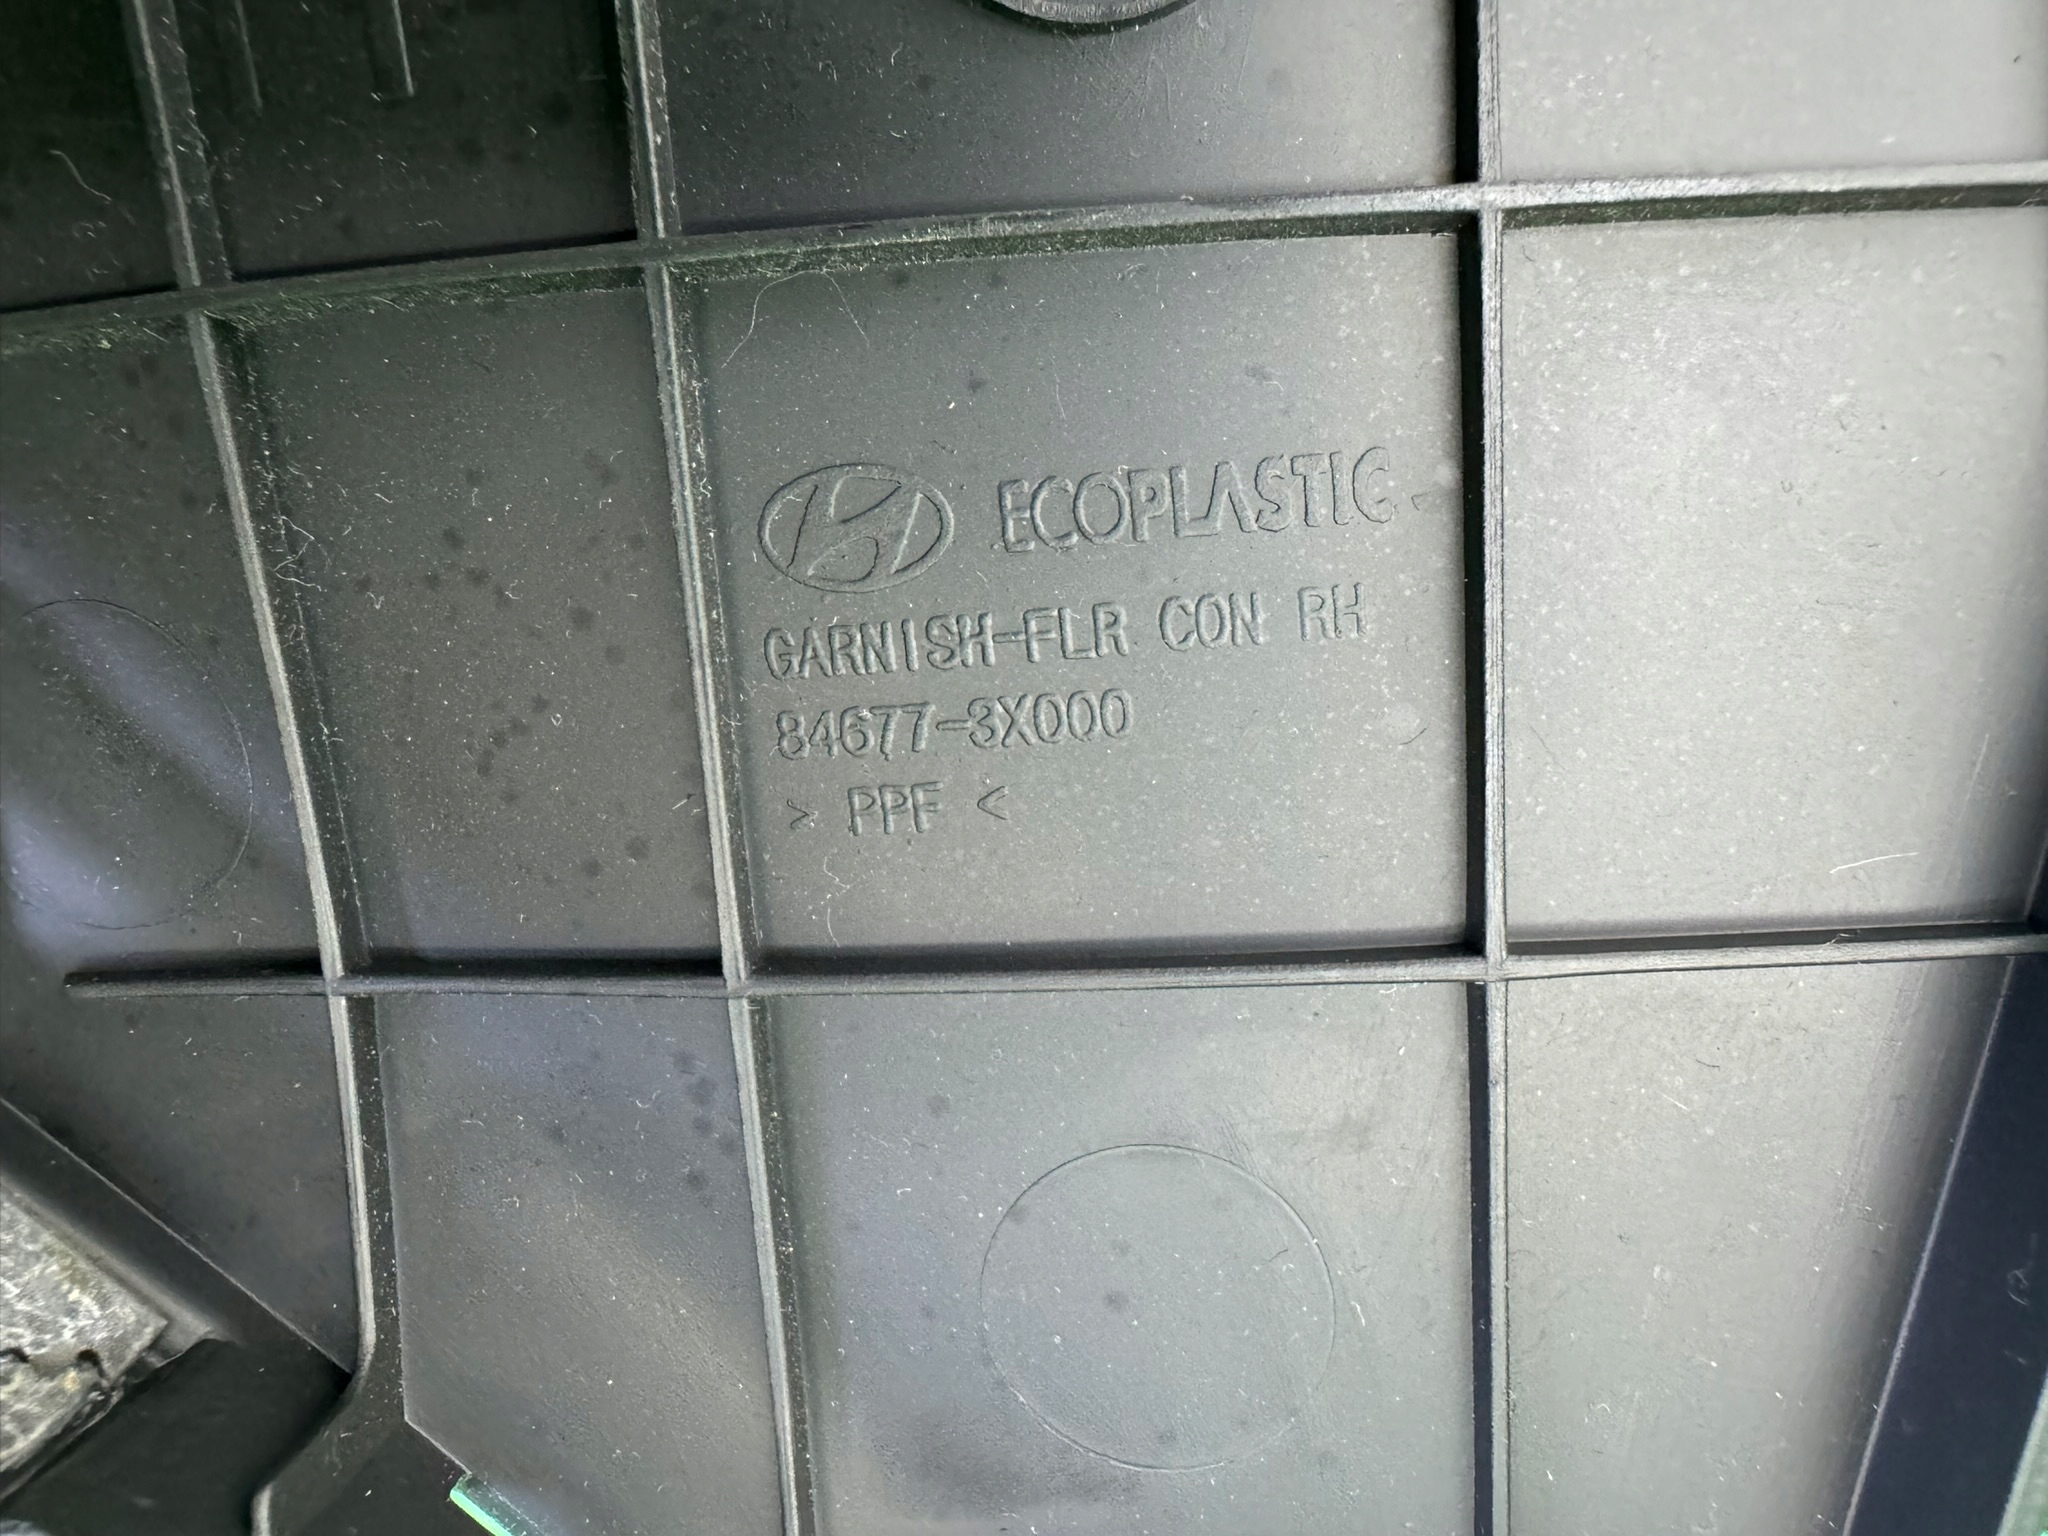 ECOPLASTIC
GARNISH-FLR CON RH
84677-3X000
> PPF <